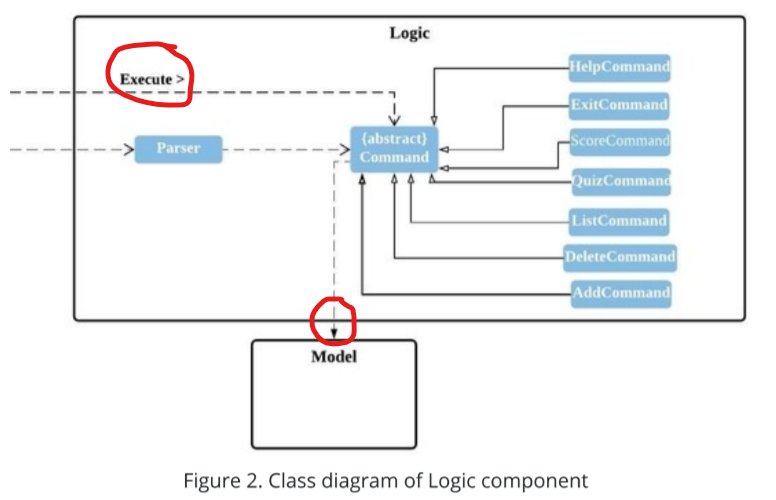 Logic
Execute >
HelpCommand
ExitCommand
ScoreCommand
Parser
{abstract}
Command
QuizCommand
ListCommand
DeleteCommand
AddCommand
Model
Figure 2. Class diagram of Logic component